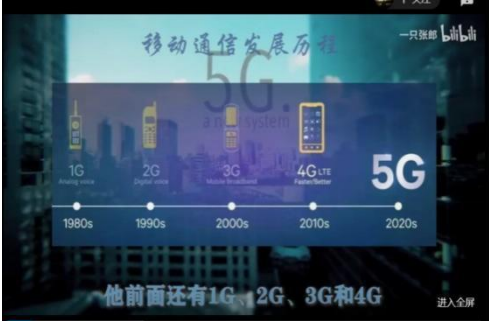 移动通信发展历程
一只张郎 bilibili
5G.
a new system
1G 2G 3G 4G LTE 5G
Analog voice Digital voice Mobile broadband Faster/Better
1980s 1990s 2000s 2010s 2020s
他前面还有1G、2G、3G和4G
进入全屏